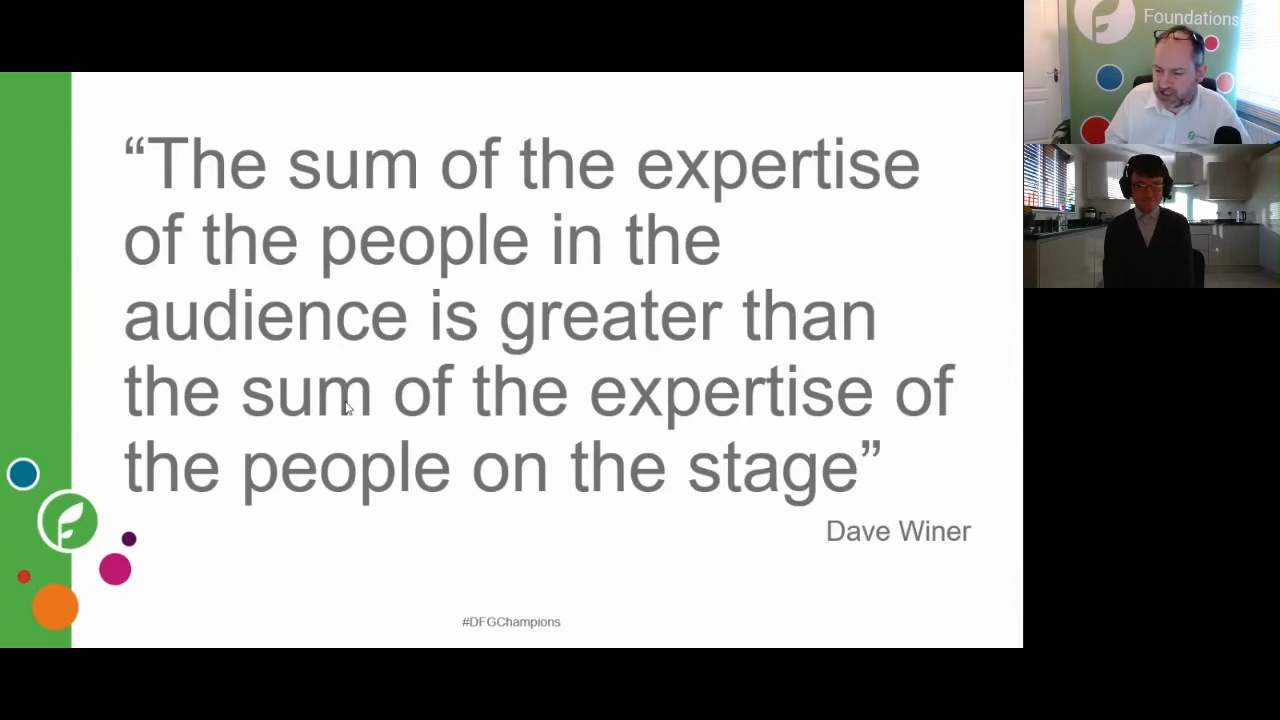 Foundations
“The sum of the expertise
of the people in the
audience is greater than
the sum of the expertise of
the people on the stage”
Dave Winer
#DFGChampions